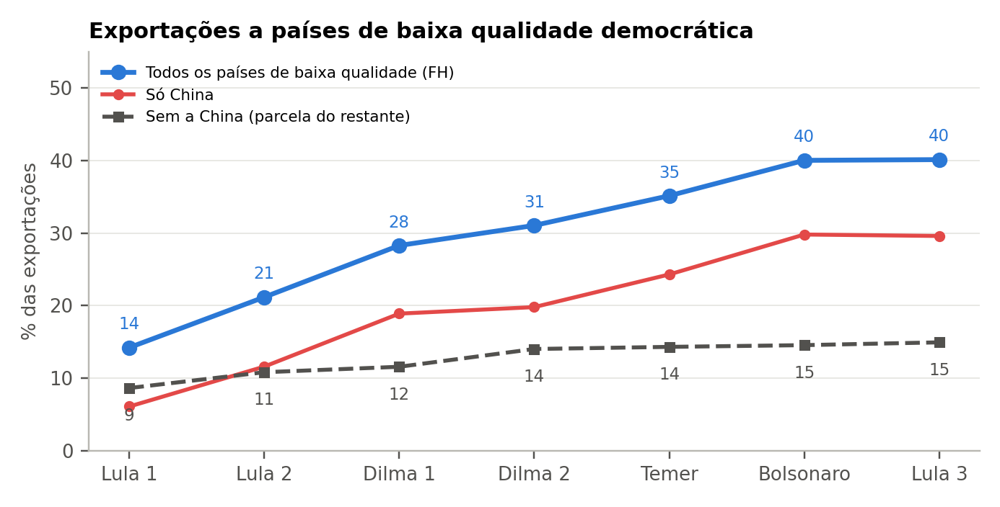 Exportações a países de baixa qualidade democrática
Todos os países de baixa qualidade (FH)
Só China
Sem a China (parcela do restante)
% das exportações
50
40
30
20
10
0
14
21
28
31
35
40
40
9
11
12
14
14
15
15
Lula 1
Lula 2
Dilma 1
Dilma 2
Temer
Bolsonaro
Lula 3